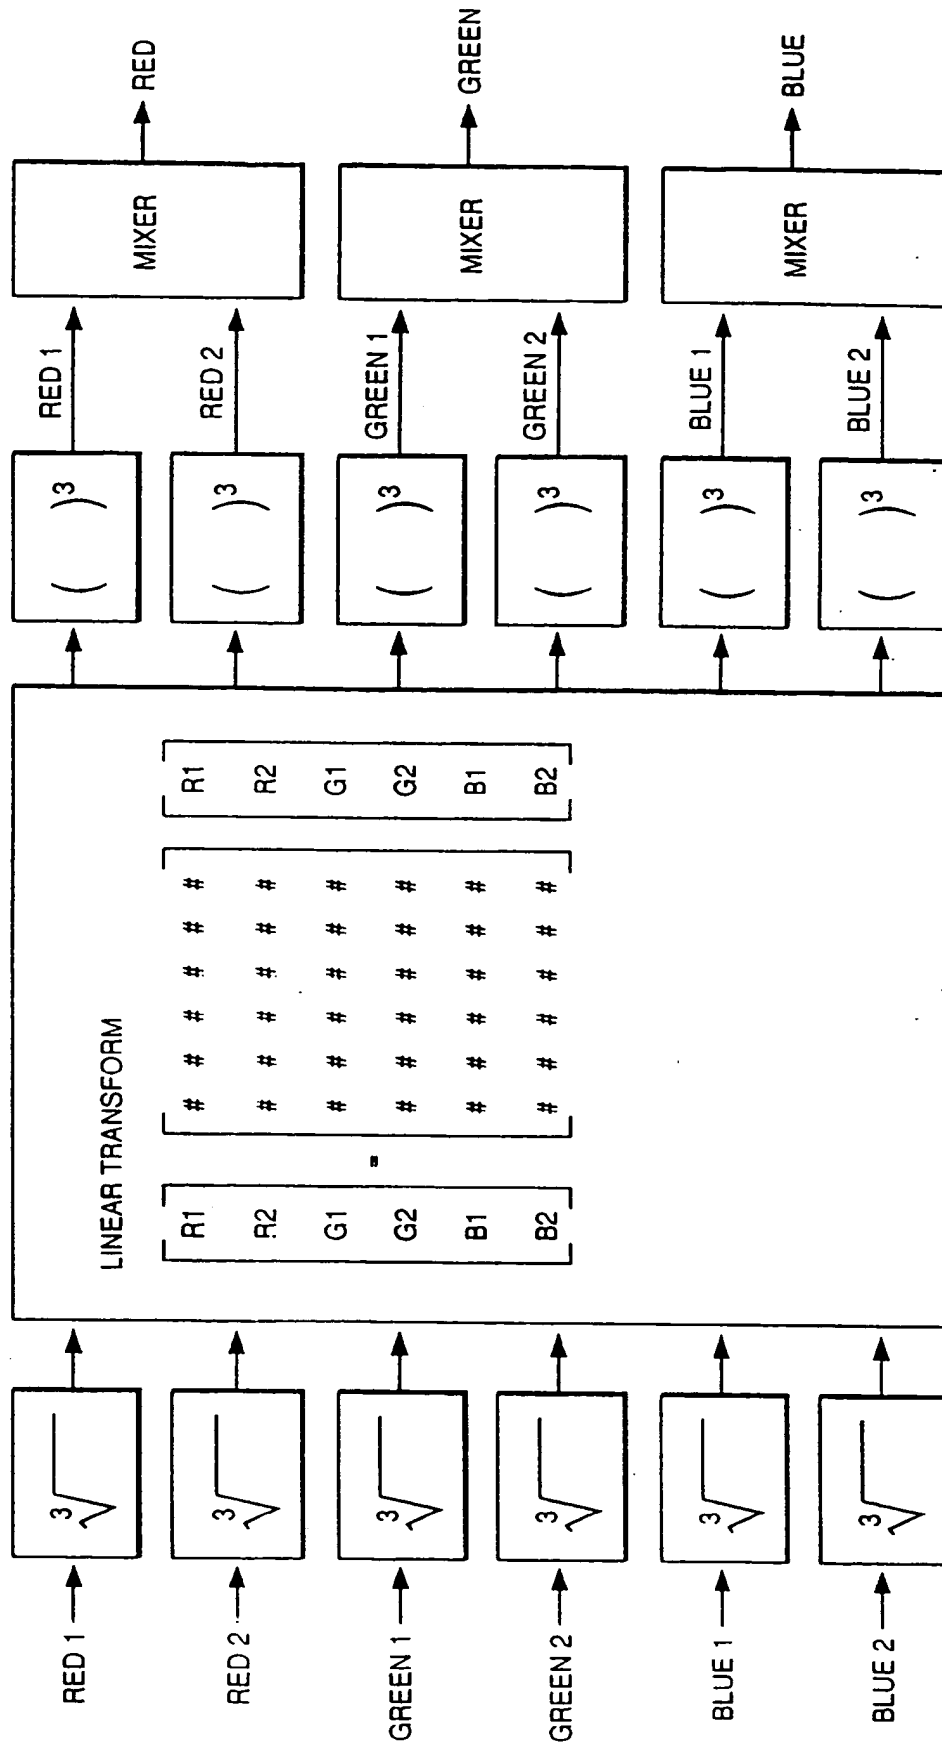 RED 1
RED 2
GREEN 1
GREEN 2
BLUE 1
BLUE 2
3√
3√
3√
3√
3√
3√
LINEAR TRANSFORM
R1 # # # # # # R1
R2 # # # # # # R2
G1 = # # # # # # G1
G2 # # # # # # G2
B1 # # # # # # B1
B2 # # # # # # B2
( )3
( )3
( )3
( )3
( )3
( )3
RED 1
RED 2
GREEN 1
GREEN 2
BLUE 1
BLUE 2
MIXER
MIXER
MIXER
RED
GREEN
BLUE